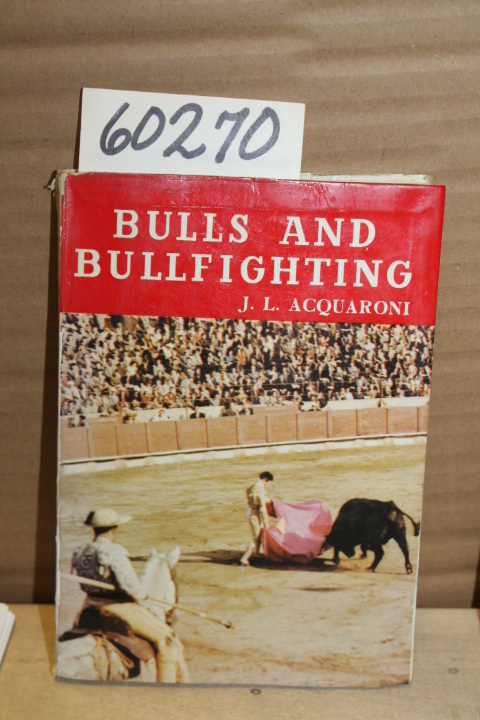 60270
BULLS AND
BULLFIGHTING
J. L. ACQUARONI